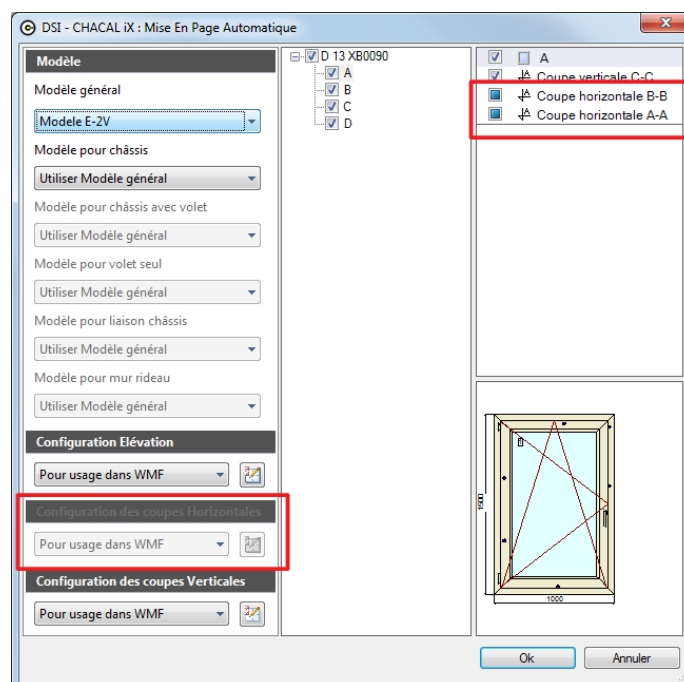 DSI - CHACAL iX : Mise En Page Automatique
Modèle
Modèle général
Modele E-2V
Modèle pour châssis
Utiliser Modèle général
Modèle pour châssis avec volet
Utiliser Modèle général
Modèle pour volet seul
Utiliser Modèle général
Modèle pour liaison châssis
Utiliser Modèle général
Modèle pour mur rideau
Utiliser Modèle général
Configuration Elévation
Pour usage dans WMF
Configuration des coupes Horizontales
Pour usage dans WMF
Configuration des coupes Verticales
Pour usage dans WMF
D 13 XB0090
A
B
C
D
A
Coupe verticale C-C
Coupe horizontale B-B
Coupe horizontale A-A
1500
1000
Ok
Annuler